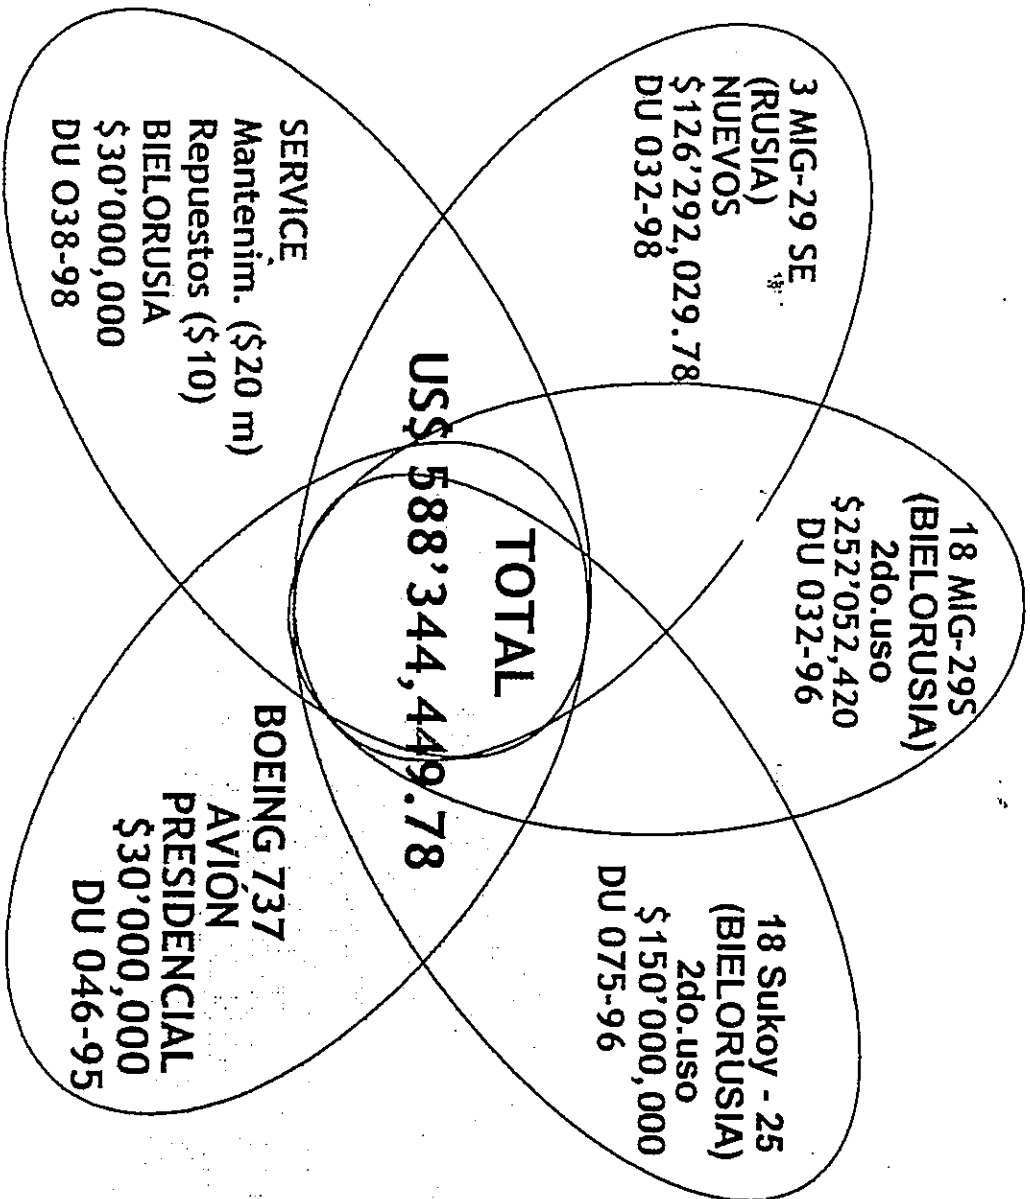 18 MIG-29S
(BIELORUSIA)
2do.uso
$252'052,420
DU 032-96
3 MIG-29 SE
(RUSIA)
NUEVOS
$126'292,029.78
DU 032-98
18 Sukoy - 25
(BIELORUSIA)
2do.uso
$150'000,000
DU 075-96
TOTAL
US$ 588'344,449.78
SERVICE
Mantenim. ($20 m)
Repuestos ($10)
BIELORUSIA
$30'000,000
DU 038-98
BOEING 737
AVIÓN
PRESIDENCIAL
$30'000,000
DU 046-95